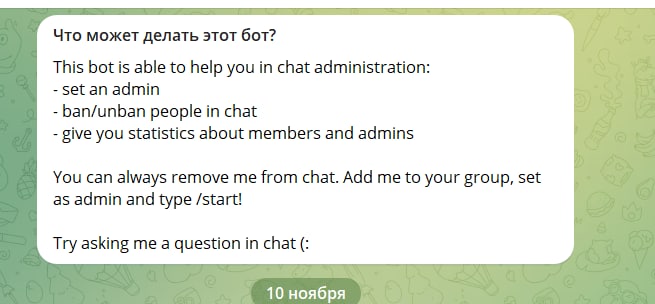 Что может делать этот бот?
This bot is able to help you in chat administration:
- set an admin
- ban/unban people in chat
- give you statistics about members and admins
You can always remove me from chat. Add me to your group, set
as admin and type /start!
Try asking me a question in chat (:
10 ноября